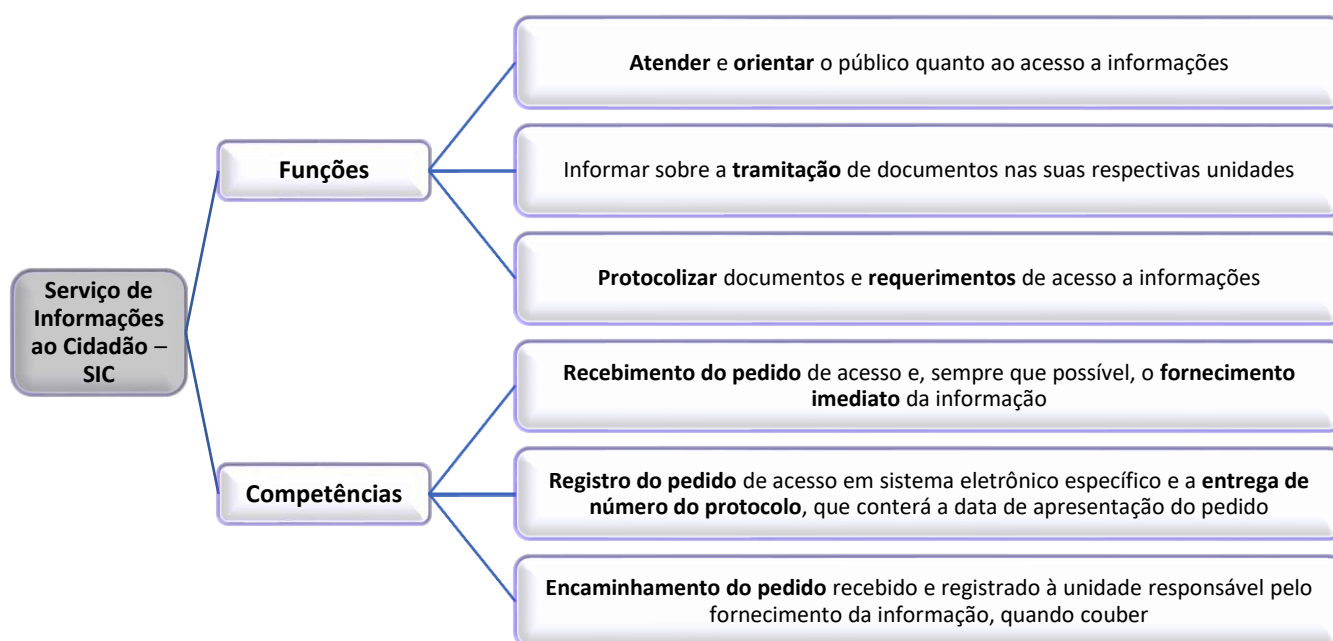 Serviço de
Informações
ao Cidadão –
SIC
Funções
Atender e orientar o público quanto ao acesso a informações
Informar sobre a tramitação de documentos nas suas respectivas unidades
Protocolizar documentos e requerimentos de acesso a informações
Competências
Recebimento do pedido de acesso e, sempre que possível, o fornecimento
imediato da informação
Registro do pedido de acesso em sistema eletrônico específico e a entrega de
número do protocolo, que conterá a data de apresentação do pedido
Encaminhamento do pedido recebido e registrado à unidade responsável pelo
fornecimento da informação, quando couber